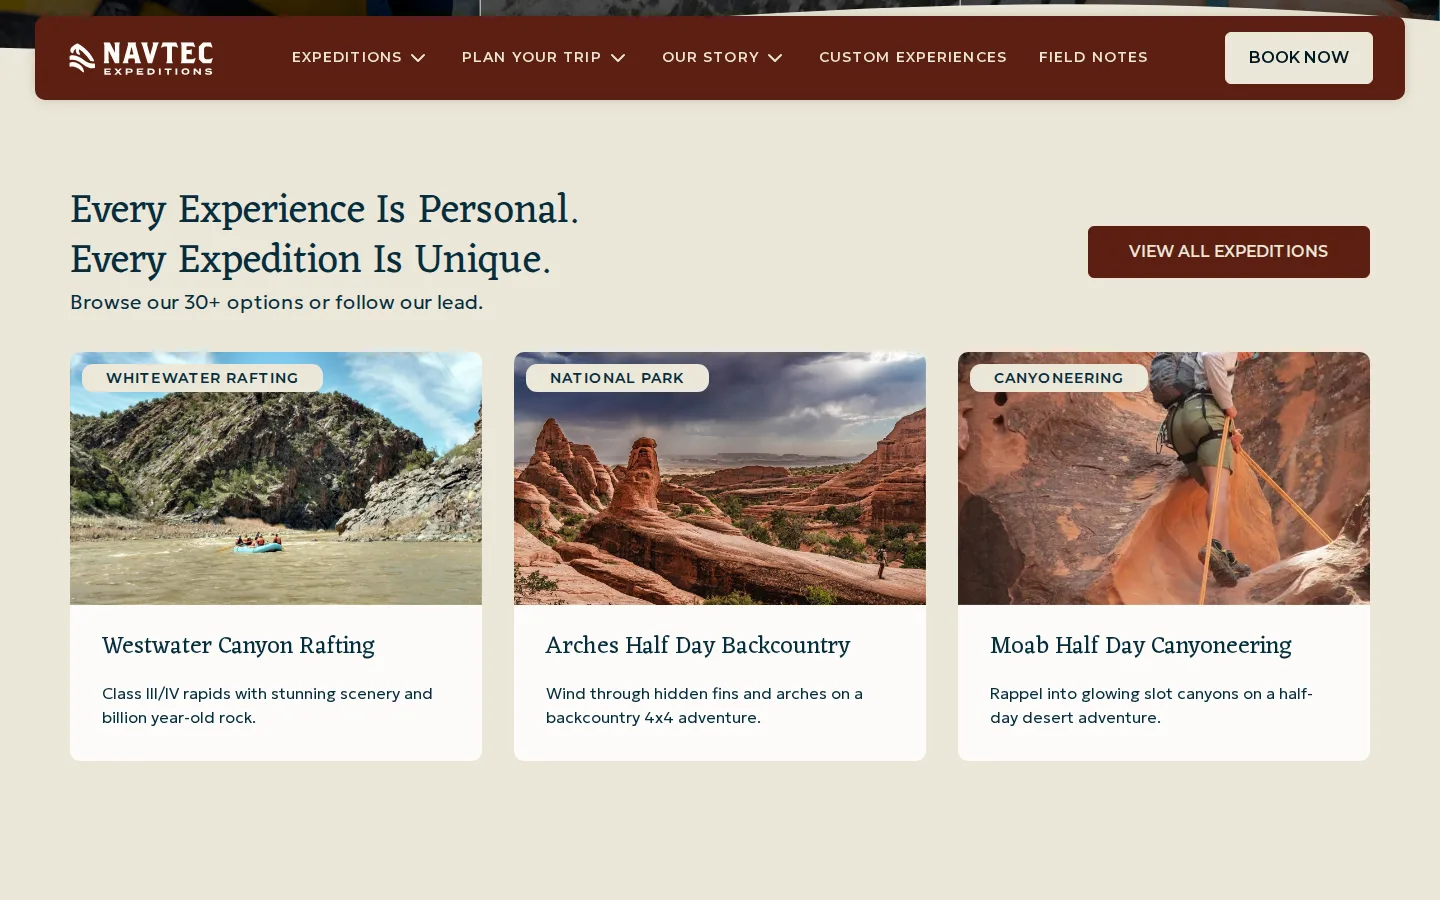 NAVTEC
EXPEDITIONS
EXPEDITIONS
PLAN YOUR TRIP
OUR STORY
CUSTOM EXPERIENCES
FIELD NOTES
BOOK NOW
Every Experience Is Personal.
Every Expedition Is Unique.
Browse our 30+ options or follow our lead.
VIEW ALL EXPEDITIONS
WHITEWATER RAFTING
NATIONAL PARK
CANYONEERING
Westwater Canyon Rafting
Class III/IV rapids with stunning scenery and
billion year-old rock.
Arches Half Day Backcountry
Wind through hidden fins and arches on a
backcountry 4x4 adventure.
Moab Half Day Canyoneering
Rappel into glowing slot canyons on a half-
day desert adventure.